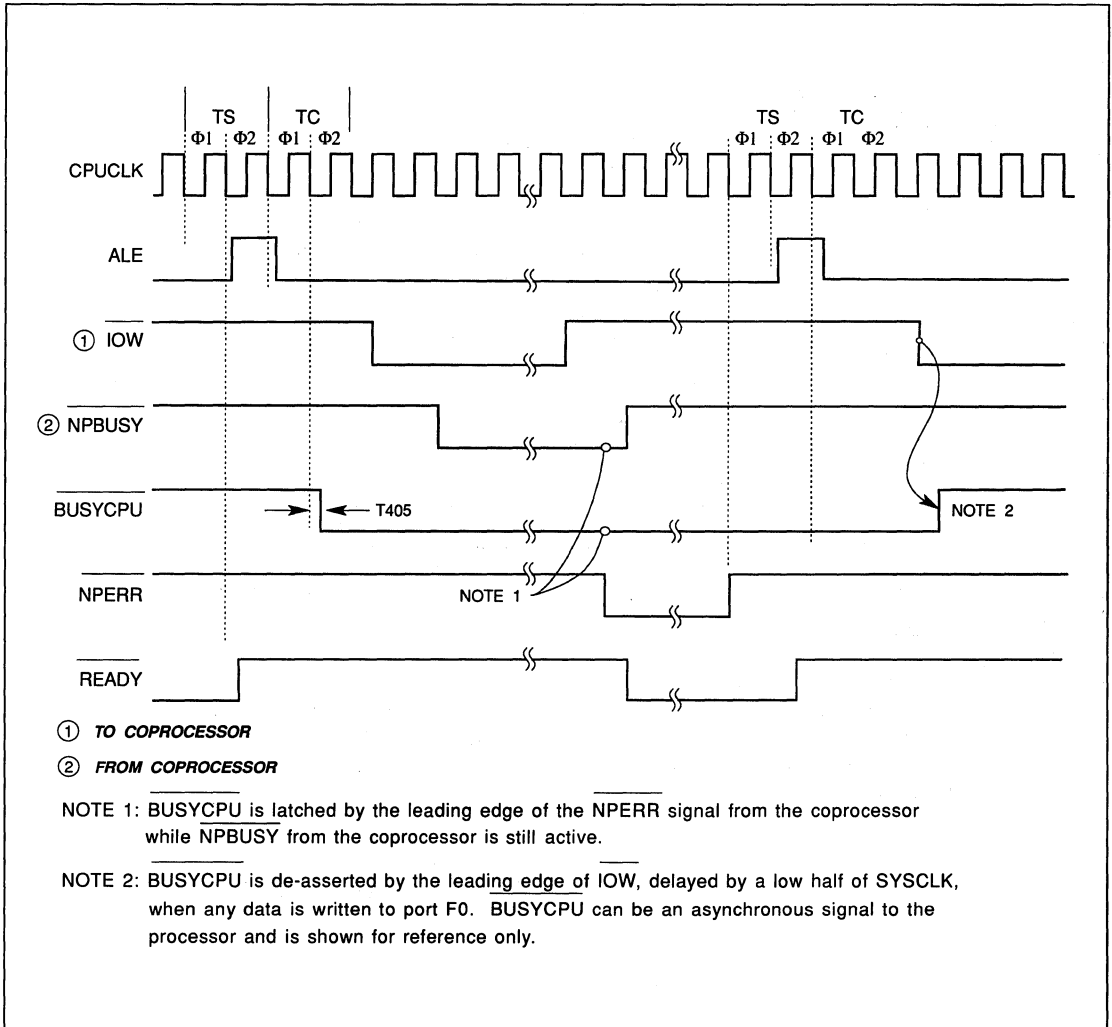 TS TC TS TC
Φ1 Φ2 Φ1 Φ2 Φ1 Φ2 Φ1 Φ2
CPUCLK
ALE
① IOW
② NPBUSY
BUSYCPU
T405
NOTE 2
NPERR
NOTE 1
READY
① TO COPROCESSOR
② FROM COPROCESSOR
NOTE 1: BUSYCPU is latched by the leading edge of the NPERR signal from the coprocessor
while NPBUSY from the coprocessor is still active.
NOTE 2: BUSYCPU is de-asserted by the leading edge of IOW, delayed by a low half of SYSCLK,
when any data is written to port F0. BUSYCPU can be an asynchronous signal to the
processor and is shown for reference only.